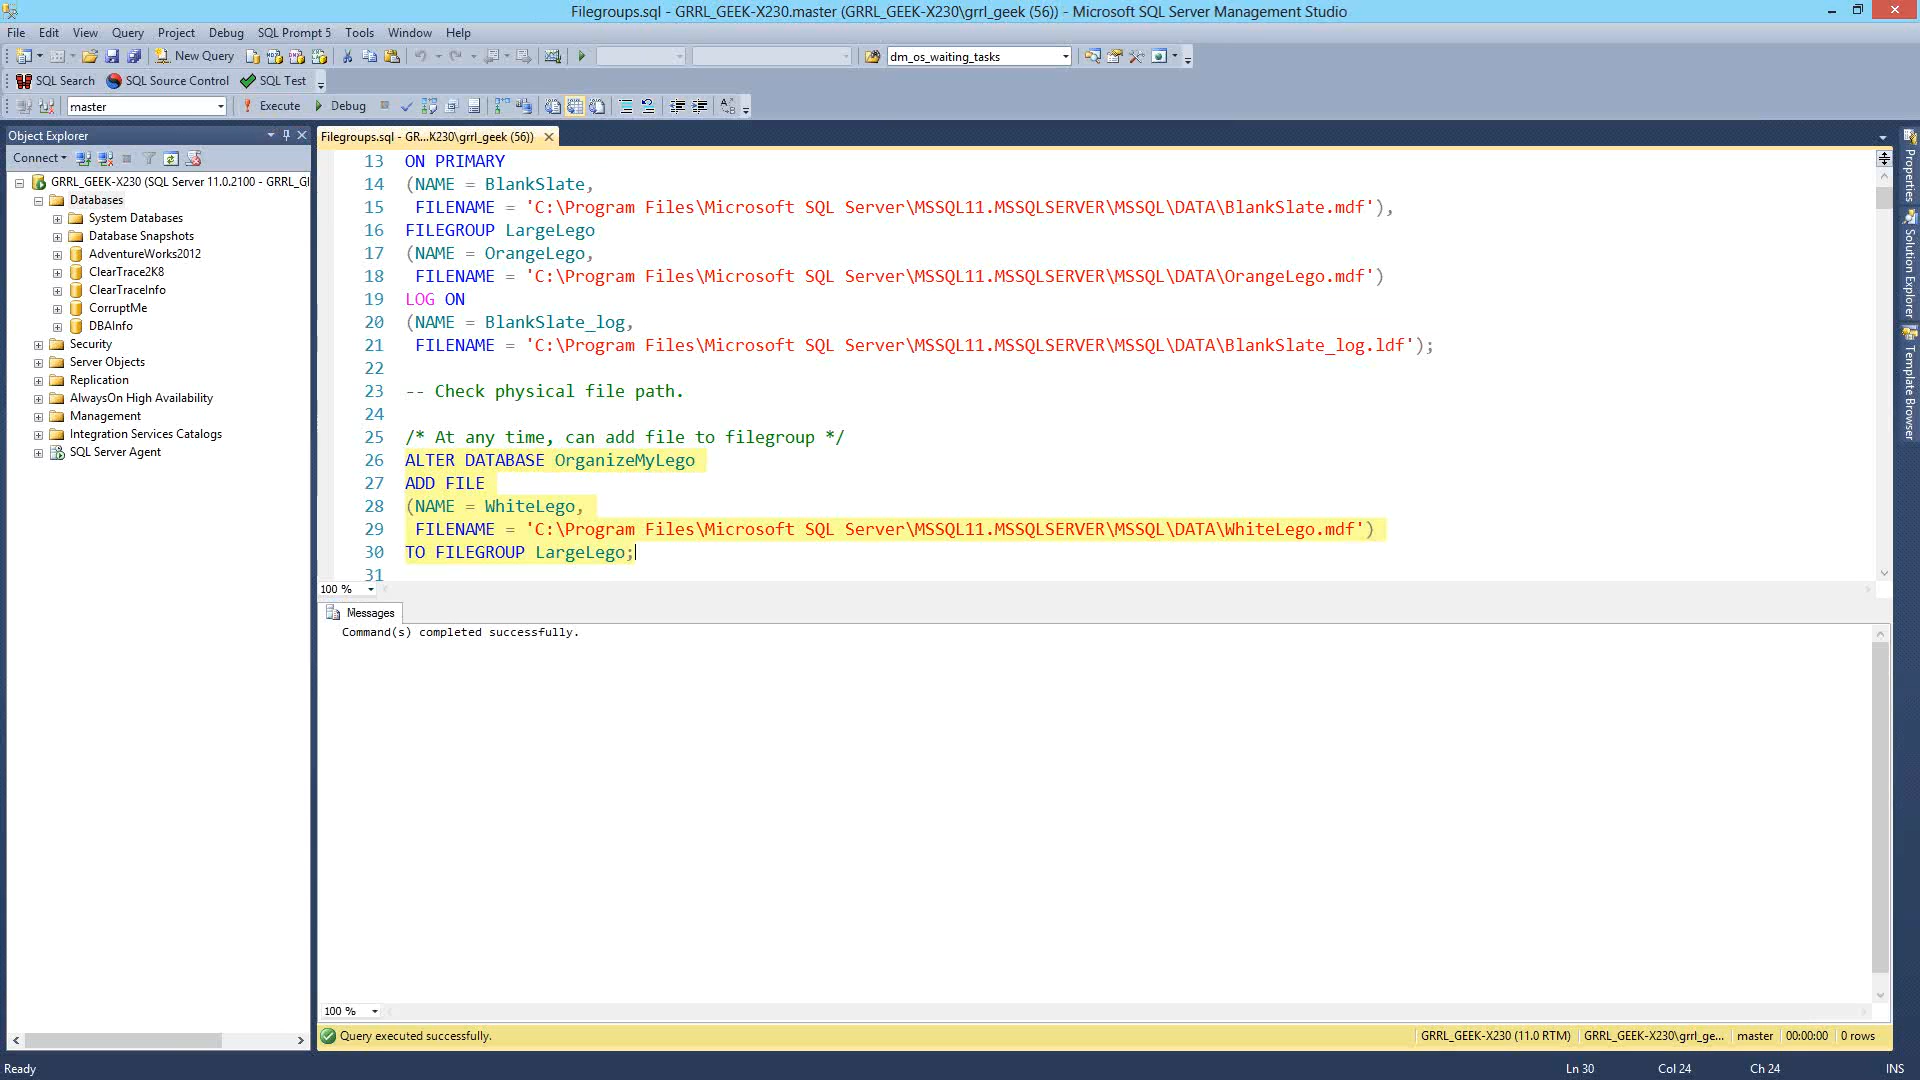 Filegroups.sql - GRRL_GEEK-X230.master (GRRL_GEEK-X230\grrl_geek (56)) - Microsoft SQL Server Management Studio
File Edit View Query Project Debug SQL Prompt 5 Tools Window Help
New Query dm_os_waiting_tasks
SQL Search SQL Source Control SQL Test
master Execute Debug
Object Explorer
Connect
GRRL_GEEK-X230 (SQL Server 11.0.2100 - GRRL_GI
Databases
System Databases
Database Snapshots
AdventureWorks2012
ClearTrace2K8
ClearTraceInfo
CorruptMe
DBAInfo
Security
Server Objects
Replication
AlwaysOn High Availability
Management
Integration Services Catalogs
SQL Server Agent
Filegroups.sql - GR...K230\grrl_geek (56))
13 ON PRIMARY
14 (NAME = BlankSlate,
15 FILENAME = 'C:\Program Files\Microsoft SQL Server\MSSQL11.MSSQLSERVER\MSSQL\DATA\BlankSlate.mdf'),
16 FILEGROUP LargeLego
17 (NAME = OrangeLego,
18 FILENAME = 'C:\Program Files\Microsoft SQL Server\MSSQL11.MSSQLSERVER\MSSQL\DATA\OrangeLego.mdf')
19 LOG ON
20 (NAME = BlankSlate_log,
21 FILENAME = 'C:\Program Files\Microsoft SQL Server\MSSQL11.MSSQLSERVER\MSSQL\DATA\BlankSlate_log.ldf');
22
23 -- Check physical file path.
24
25 /* At any time, can add file to filegroup */
26 ALTER DATABASE OrganizeMyLego
27 ADD FILE
28 (NAME = WhiteLego,
29 FILENAME = 'C:\Program Files\Microsoft SQL Server\MSSQL11.MSSQLSERVER\MSSQL\DATA\WhiteLego.mdf')
30 TO FILEGROUP LargeLego;
31
100 %
Messages
Command(s) completed successfully.
100 %
Query executed successfully. GRRL_GEEK-X230 (11.0 RTM) GRRL_GEEK-X230\grrl_ge... master 00:00:00 0 rows
Properties
Solution Explorer
Template Browser
Ready Ln 30 Col 24 Ch 24 INS